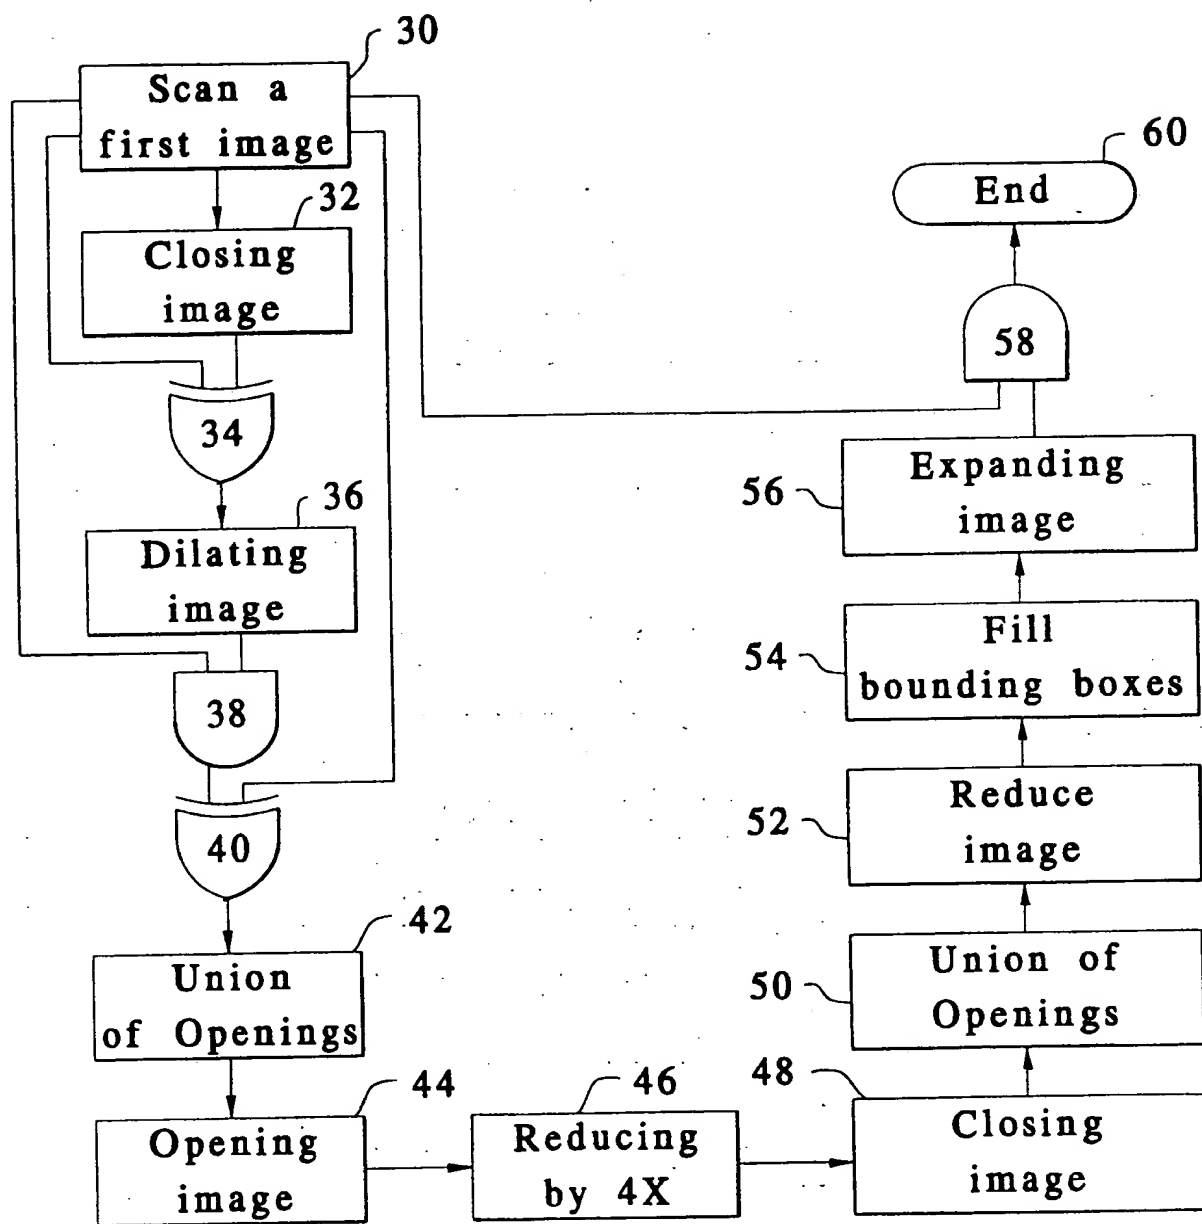 30
Scan a
first image
32
Closing
image
34
36
Dilating
image
38
40
42
Union
of Openings
44
Opening
image
46
Reducing
by 4X
48
Closing
image
50
Union of
Openings
52
Reduce
image
54
Fill
bounding boxes
56
Expanding
image
58
60
End